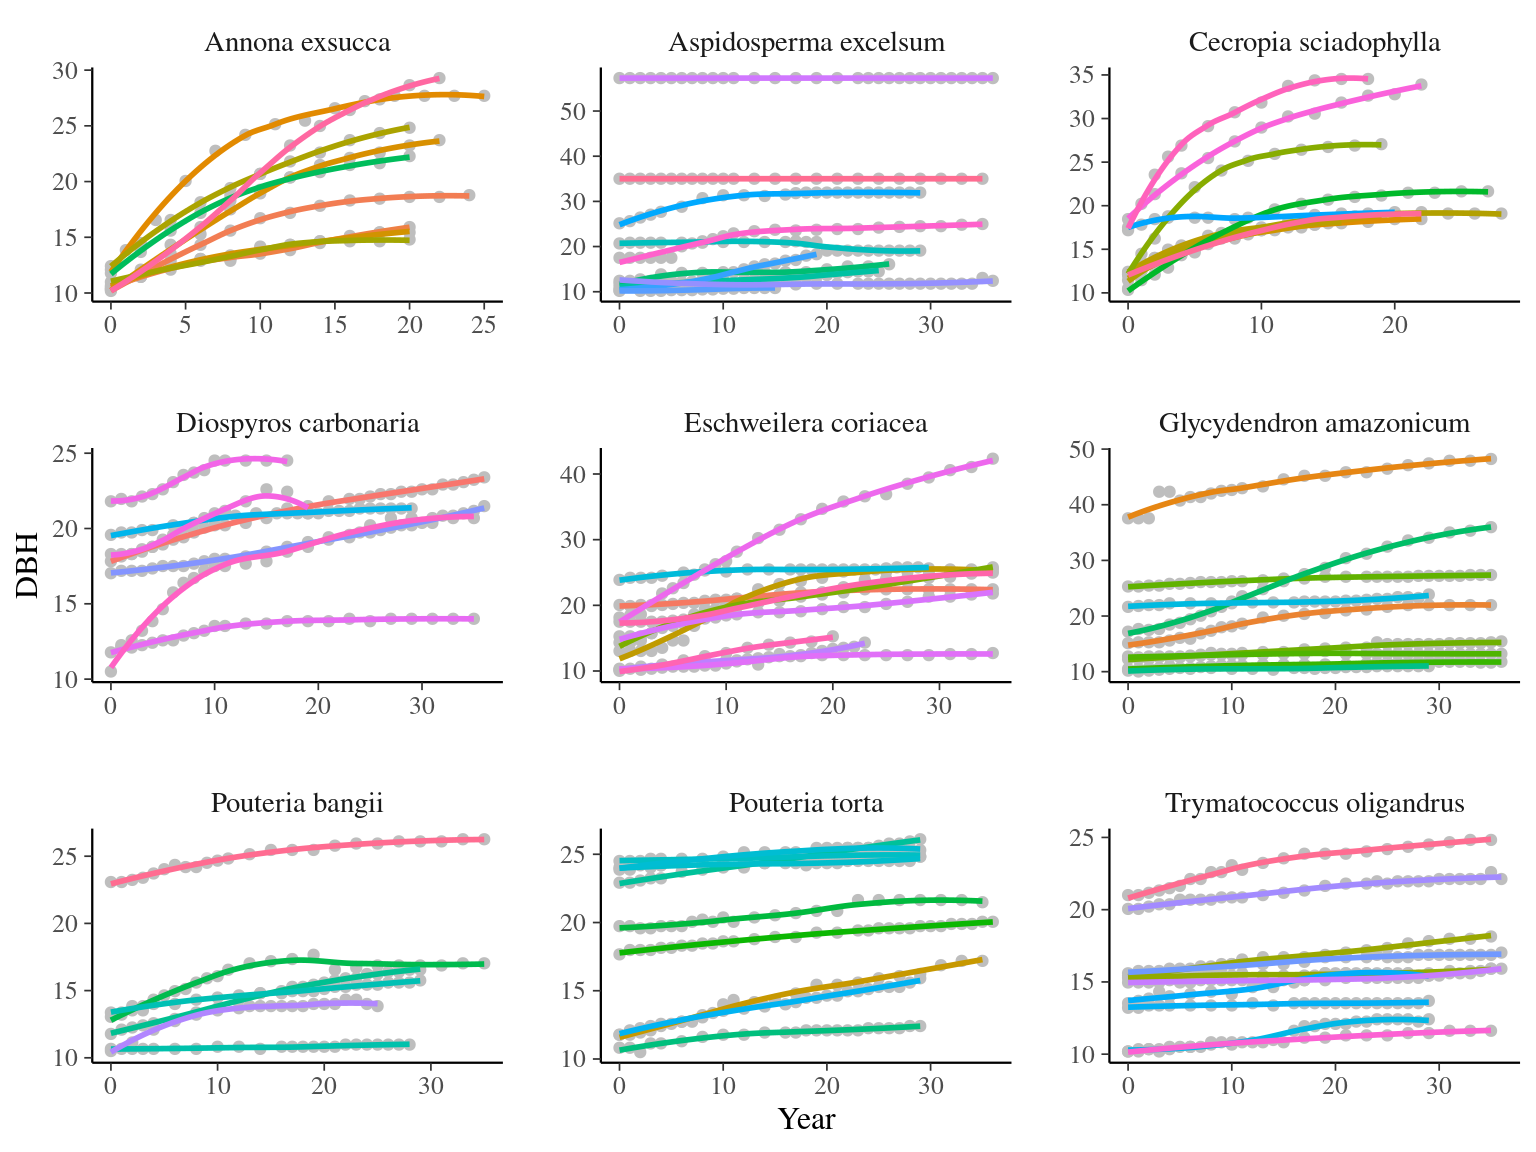 Annona exsucca
Aspidosperma excelsum
Cecropia sciadophylla
30
25
20
15
10
0 5 10 15 20 25
50
40
30
20
10
0 10 20 30
35
30
25
20
15
10
0 10 20
Diospyros carbonaria
Eschweilera coriacea
Glycydendron amazonicum
25
20
15
10
0 10 20 30
40
30
20
10
0 10 20 30
50
40
30
20
10
0 10 20 30
DBH
Pouteria bangii
Pouteria torta
Trymatococcus oligandrus
25
20
15
10
0 10 20 30
25
20
15
10
0 10 20 30
25
20
15
10
0 10 20 30
Year